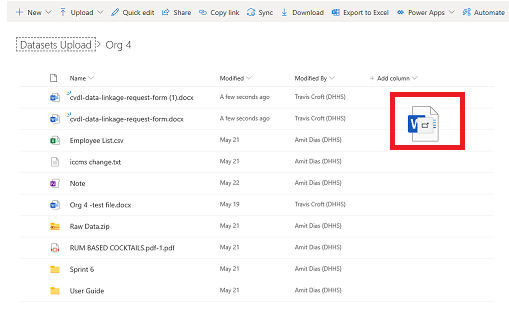 + New Upload Quick edit Share Copy link Sync Download Export to Excel Power Apps Automate
Datasets Upload > Org 4
Name Modified Modified By + Add column
cvdl-data-linkage-request-form (1).docx A few seconds ago Travis Croft (DHHS)
cvdl-data-linkage-request-form.docx A few seconds ago Travis Croft (DHHS)
Employee List.csv May 21 Amit Dias (DHHS)
iccms change.txt May 21 Amit Dias (DHHS)
Note May 22 Amit Dias (DHHS)
Org 4 -test file.docx May 19 Travis Croft (DHHS)
Raw Data.zip May 21 Amit Dias (DHHS)
RUM BASED COCKTAILS.pdf-1.pdf May 21 Amit Dias (DHHS)
Sprint 6 May 21 Amit Dias (DHHS)
User Guide May 21 Amit Dias (DHHS)